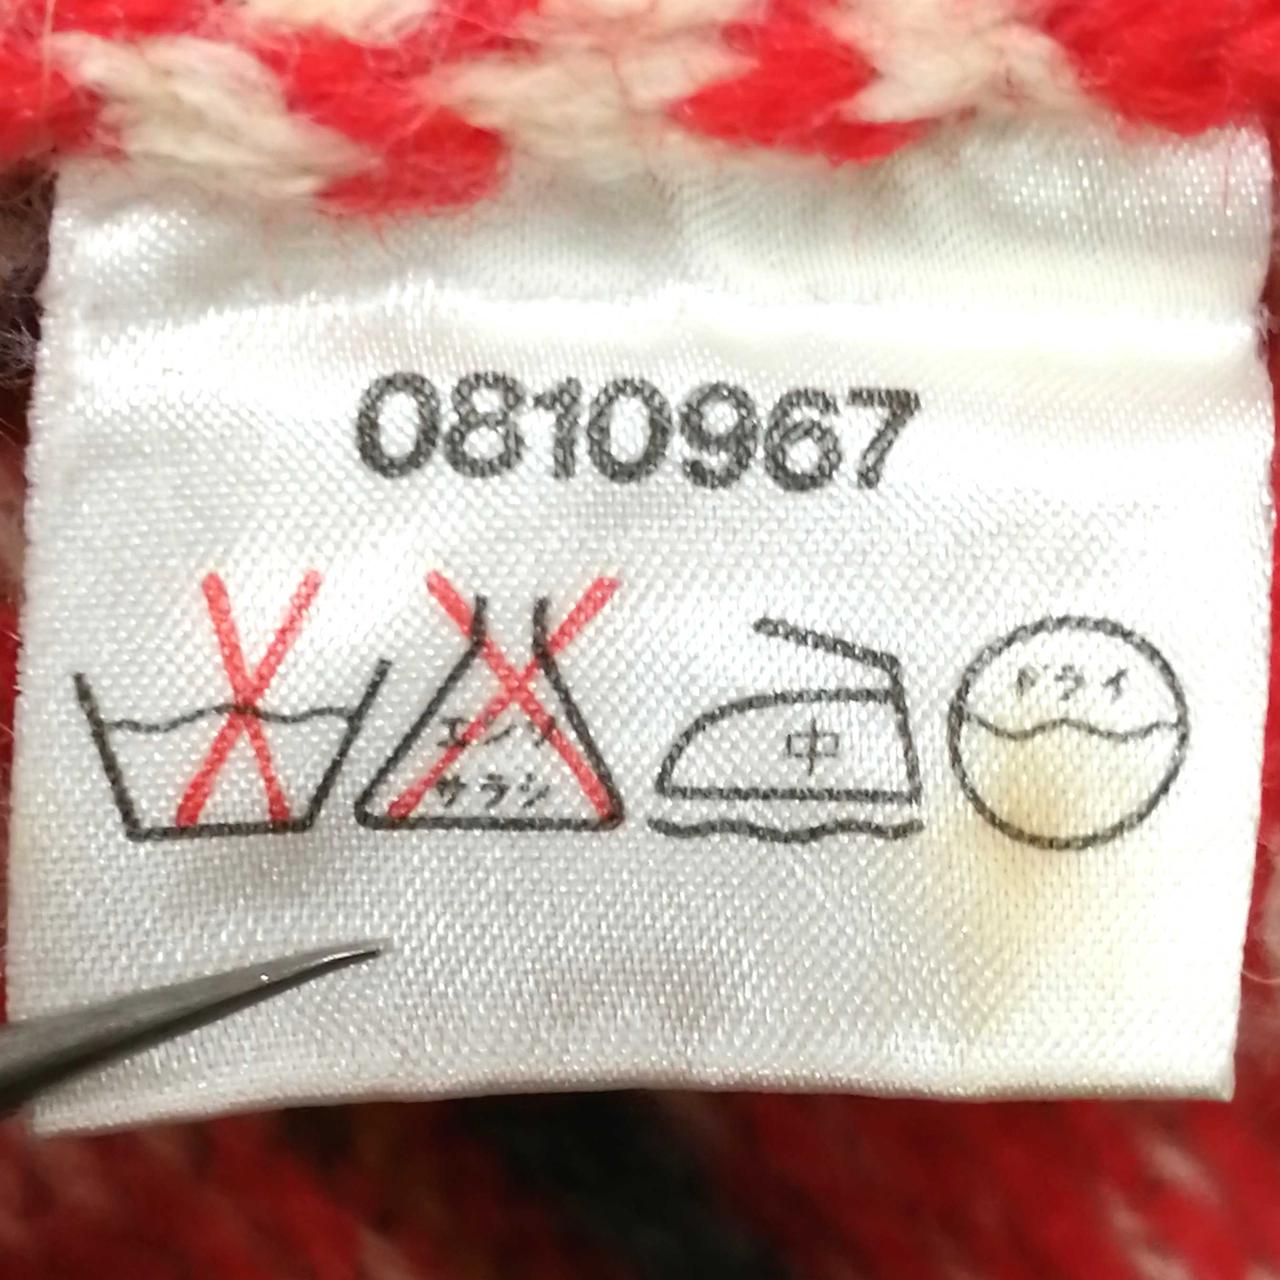 0810967
エンソ
サラシ
中
ドライ